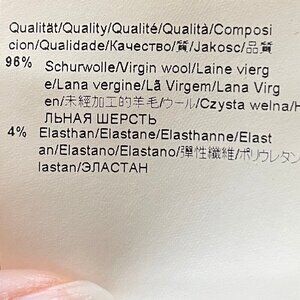 Qualität/Quality/Qualité/Qualità/Composi
cion/Qualidade/Качество/質/Jakosc/品質
96% Schurwolle/Virgin wool/Laine vierg
e/Lana vergine/Lã Virgem/Lana Virg
en/未經加工的羊毛/ウール/Czysta welna/Н
ЛЬНАЯ ШЕРСТЬ
4% Elasthan/Elastane/Elasthanne/Elast
an/Elastano/Elastano/彈性纖維/ポリウレタン
lastan/ЭЛАСТАН